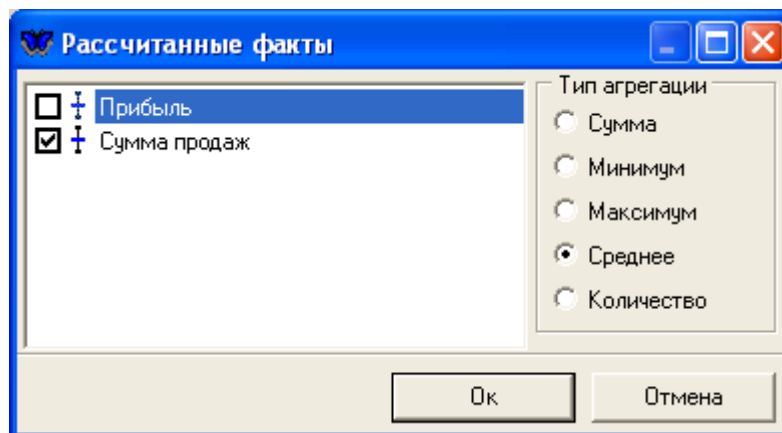 Рассчитанные факты
Прибыль
Сумма продаж
Тип агрегации
Сумма
Минимум
Максимум
Среднее
Количество
Ок
Отмена